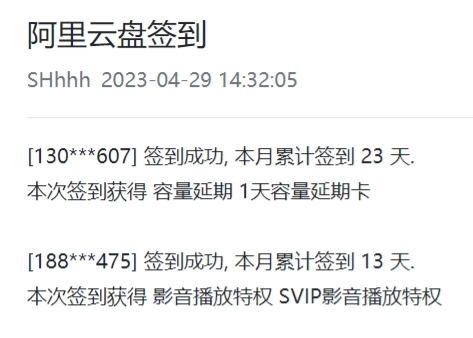 阿里云盘签到
SHhhh 2023-04-29 14:32:05
[130***607] 签到成功, 本月累计签到 23 天.
本次签到获得 容量延期 1天容量延期卡
[188***475] 签到成功, 本月累计签到 13 天.
本次签到获得 影音播放特权 SVIP影音播放特权